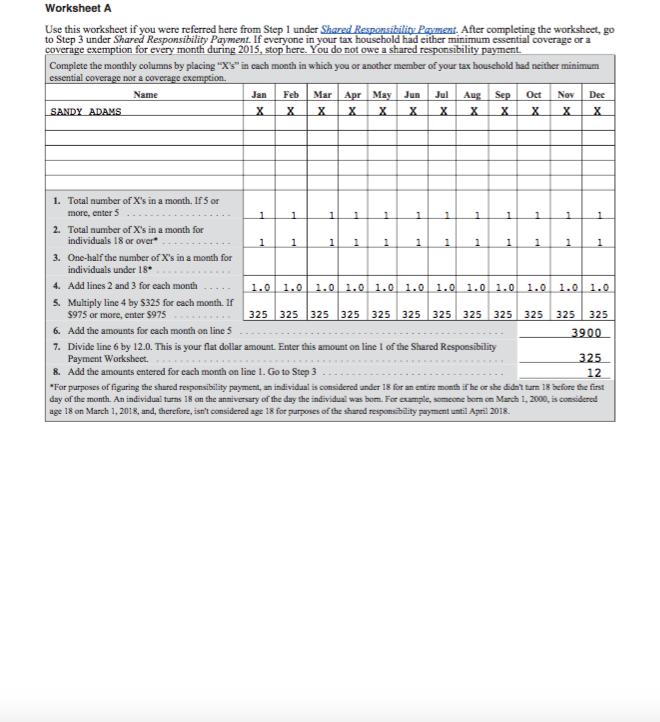 Worksheet A
Use this worksheet if you were referred here from Step 1 under Shared Responsibility Payment. After completing the worksheet, go
to Step 3 under Shared Responsibility Payment. If everyone in your tax household had either minimum essential coverage or a
coverage exemption for every month during 2015, stop here. You do not owe a shared responsibility payment.
Complete the monthly columns by placing “X’s” in each month in which you or another member of your tax household had neither minimum
essential coverage nor a coverage exemption.
Name Jan Feb Mar Apr May Jun Jul Aug Sep Oct Nov Dec
SANDY ADAMS X X X X X X X X X X X X
1. Total number of X's in a month. If 5 or
more, enter 5 . . . . . . . . . . . . . . . . . 1 1 1 1 1 1 1 1 1 1 1 1
2. Total number of X's in a month for
individuals 18 or over* . . . . . . . . . . . 1 1 1 1 1 1 1 1 1 1 1 1
3. One-half the number of X's in a month for
individuals under 18* . . . . . . . . . . . .
4. Add lines 2 and 3 for each month . . . . . 1.0 1.0 1.0 1.0 1.0 1.0 1.0 1.0 1.0 1.0 1.0 1.0
5. Multiply line 4 by $325 for each month. If
$975 or more, enter $975 . . . . . . . . . . 325 325 325 325 325 325 325 325 325 325 325 325
6. Add the amounts for each month on line 5 . . . . . . . . . . 3900
7. Divide line 6 by 12.0. This is your flat dollar amount. Enter this amount on line 1 of the Shared Responsibility
Payment Worksheet. . . . . . . . . . . 325
8. Add the amounts entered for each month on line 1. Go to Step 3 . . . . . . . . . . 12
*For purposes of figuring the shared responsibility payment, an individual is considered under 18 for an entire month if he or she didn't turn 18 before the first
day of the month. An individual turns 18 on the anniversary of the day the individual was born. For example, someone born on March 1, 2000, is considered
age 18 on March 1, 2018, and, therefore, isn't considered age 18 for purposes of the shared responsibility payment until April 2018.